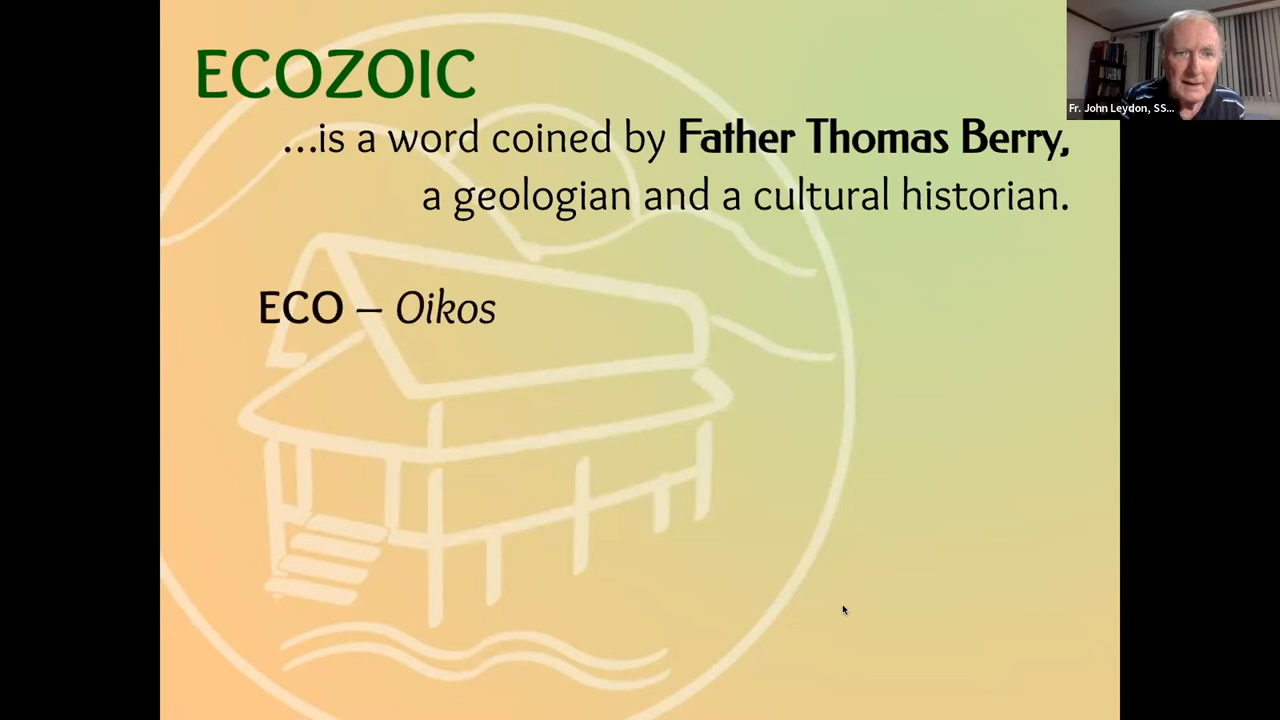 ECOZOIC
...is a word coined by Father Thomas Berry,
a geologian and a cultural historian.
ECO – Oikos
Fr. John Leydon, SS...